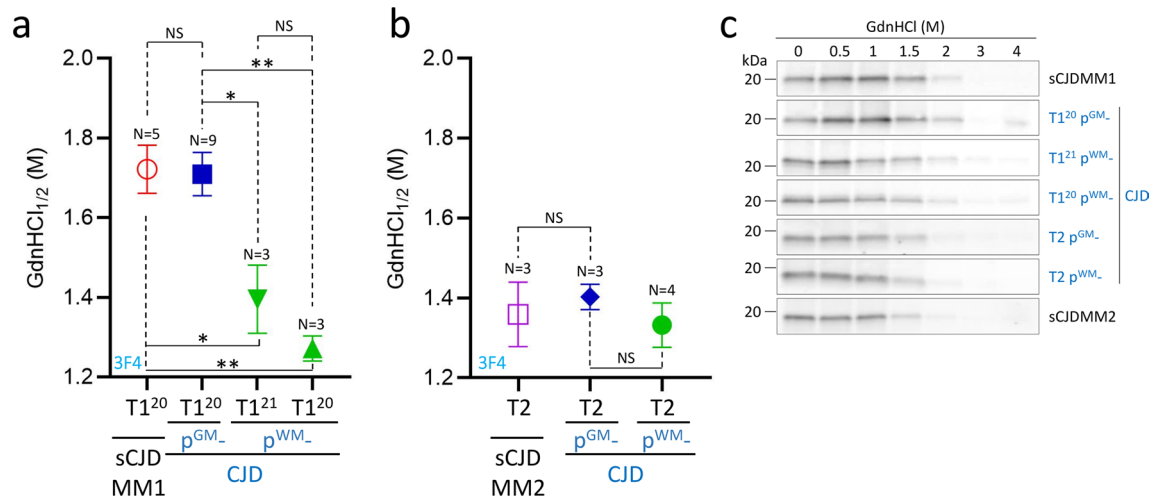 a
NS
NS
**
*
2.0
1.8
1.6
1.4
1.2
GdnHCl1/2 (M)
N=5
N=9
N=3
N=3
*
**
3F4
T1²⁰ T1²⁰ T1²¹ T1²⁰
pGM- pWM-
sCJD
MM1
CJD
b
2.0
1.8
1.6
1.4
1.2
GdnHCl1/2 (M)
NS
N=3
N=3
N=4
NS
3F4
T2 T2 T2
pGM- pWM-
sCJD
MM2
CJD
c
GdnHCl (M)
kDa
0 0.5 1 1.5 2 3 4
20 sCJDMM1
20 T1²⁰ pGM-
20 T1²¹ pWM-
20 T1²⁰ pWM-
20 T2 pGM-
20 T2 pWM-
20 sCJDMM2
CJD